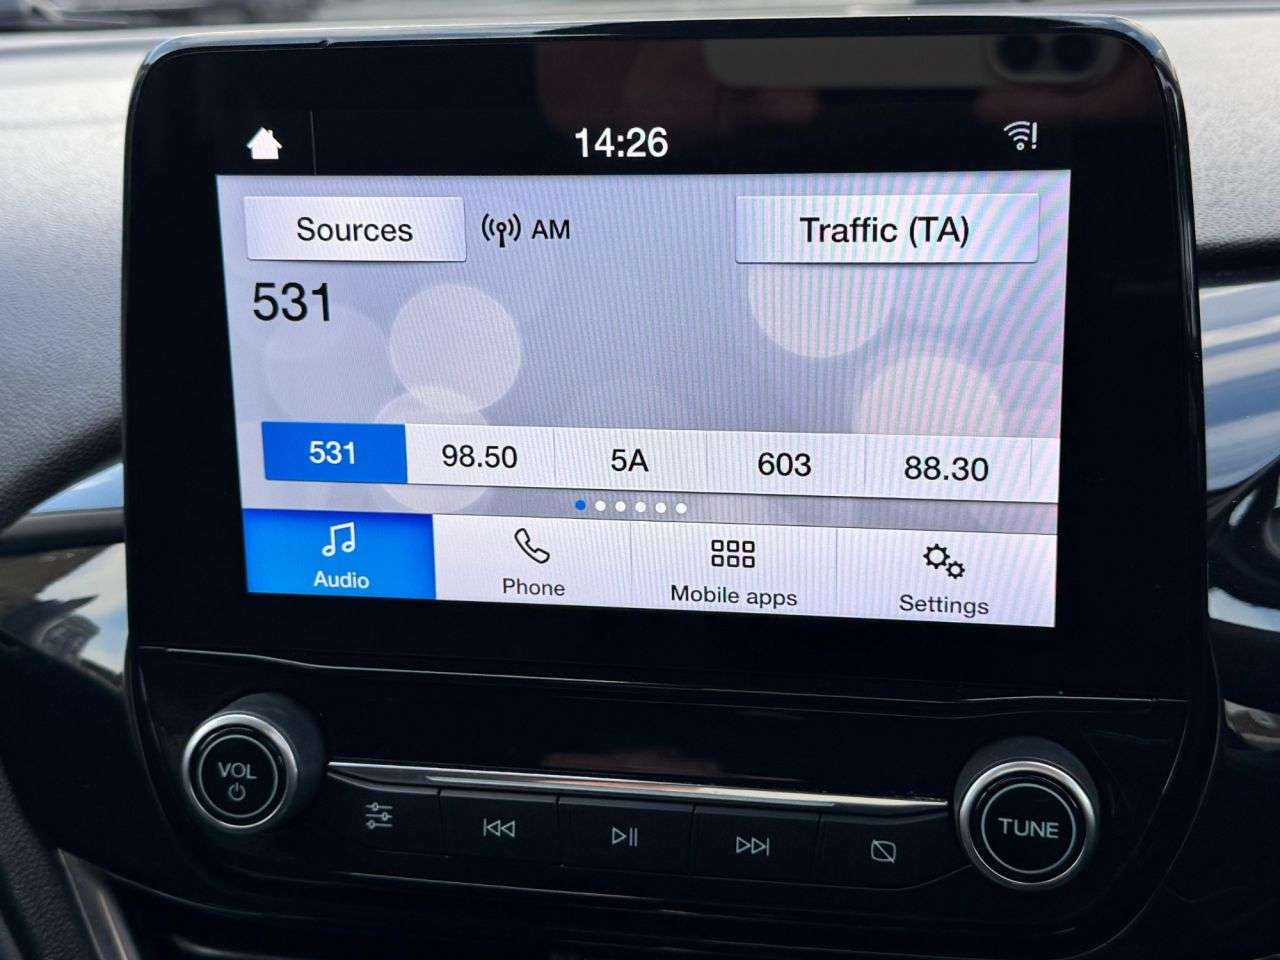 14:26
Sources AM Traffic (TA)
531
531 98.50 5A 603 88.30
Audio Phone Mobile apps Settings
VOL
TUNE